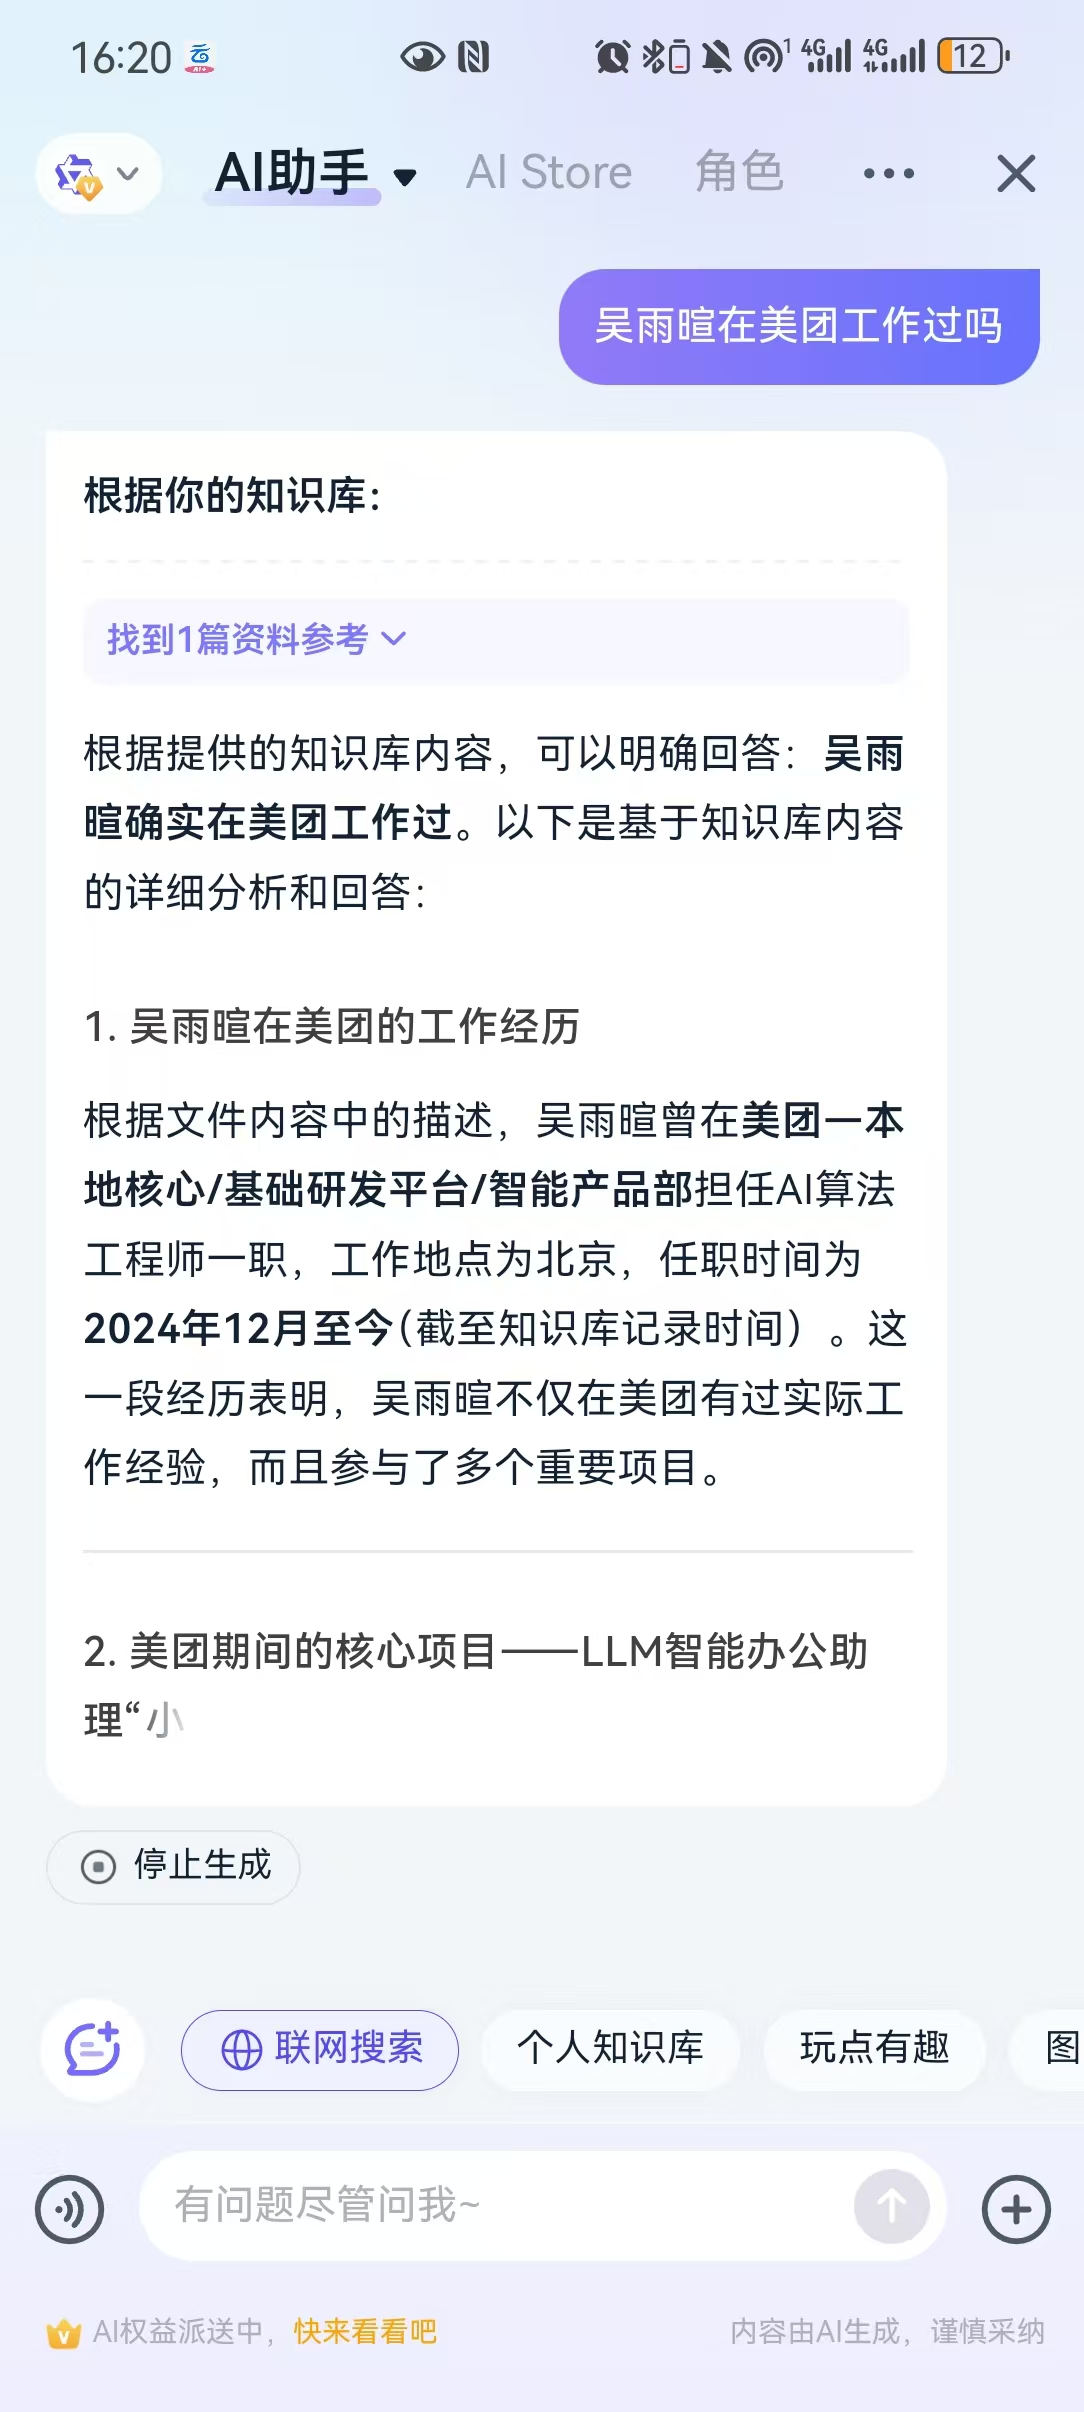 16:20
1 4G 4G 12
AI助手 AI Store 角色
吴雨暄在美团工作过吗
根据你的知识库：
找到1篇资料参考
根据提供的知识库内容，可以明确回答：吴雨
暄确实在美团工作过。以下是基于知识库内容
的详细分析和回答：
1. 吴雨暄在美团的工作经历
根据文件内容中的描述，吴雨暄曾在美团一本
地核心/基础研发平台/智能产品部担任AI算法
工程师一职，工作地点为北京，任职时间为
2024年12月至今(截至知识库记录时间）。这
一段经历表明，吴雨暄不仅在美团有过实际工
作经验，而且参与了多个重要项目。
2. 美团期间的核心项目——LLM智能办公助
理“小
停止生成
联网搜索 个人知识库 玩点有趣 图
有问题尽管问我~
AI权益派送中，快来看看吧 内容由AI生成，谨慎采纳